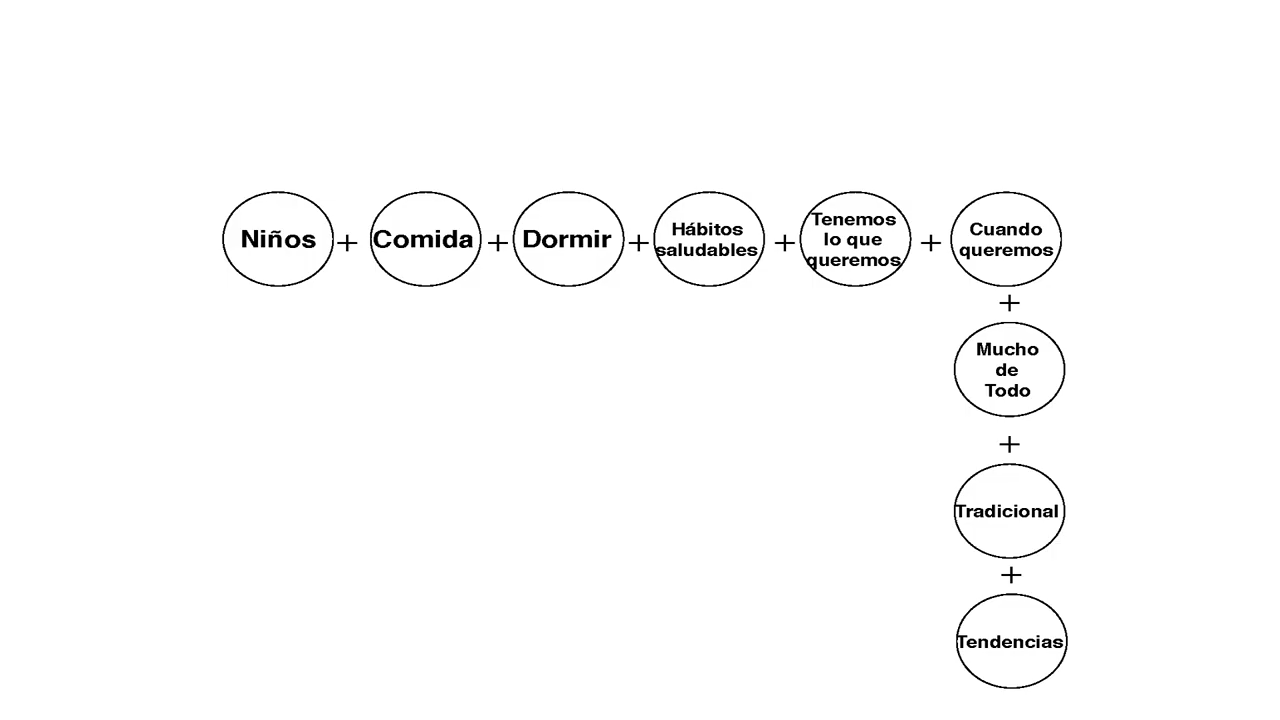 Niños + Comida + Dormir + Hábitos saludables + Tenemos lo que queremos + Cuando queremos
+
Mucho
de
Todo
+
Tradicional
+
Tendencias